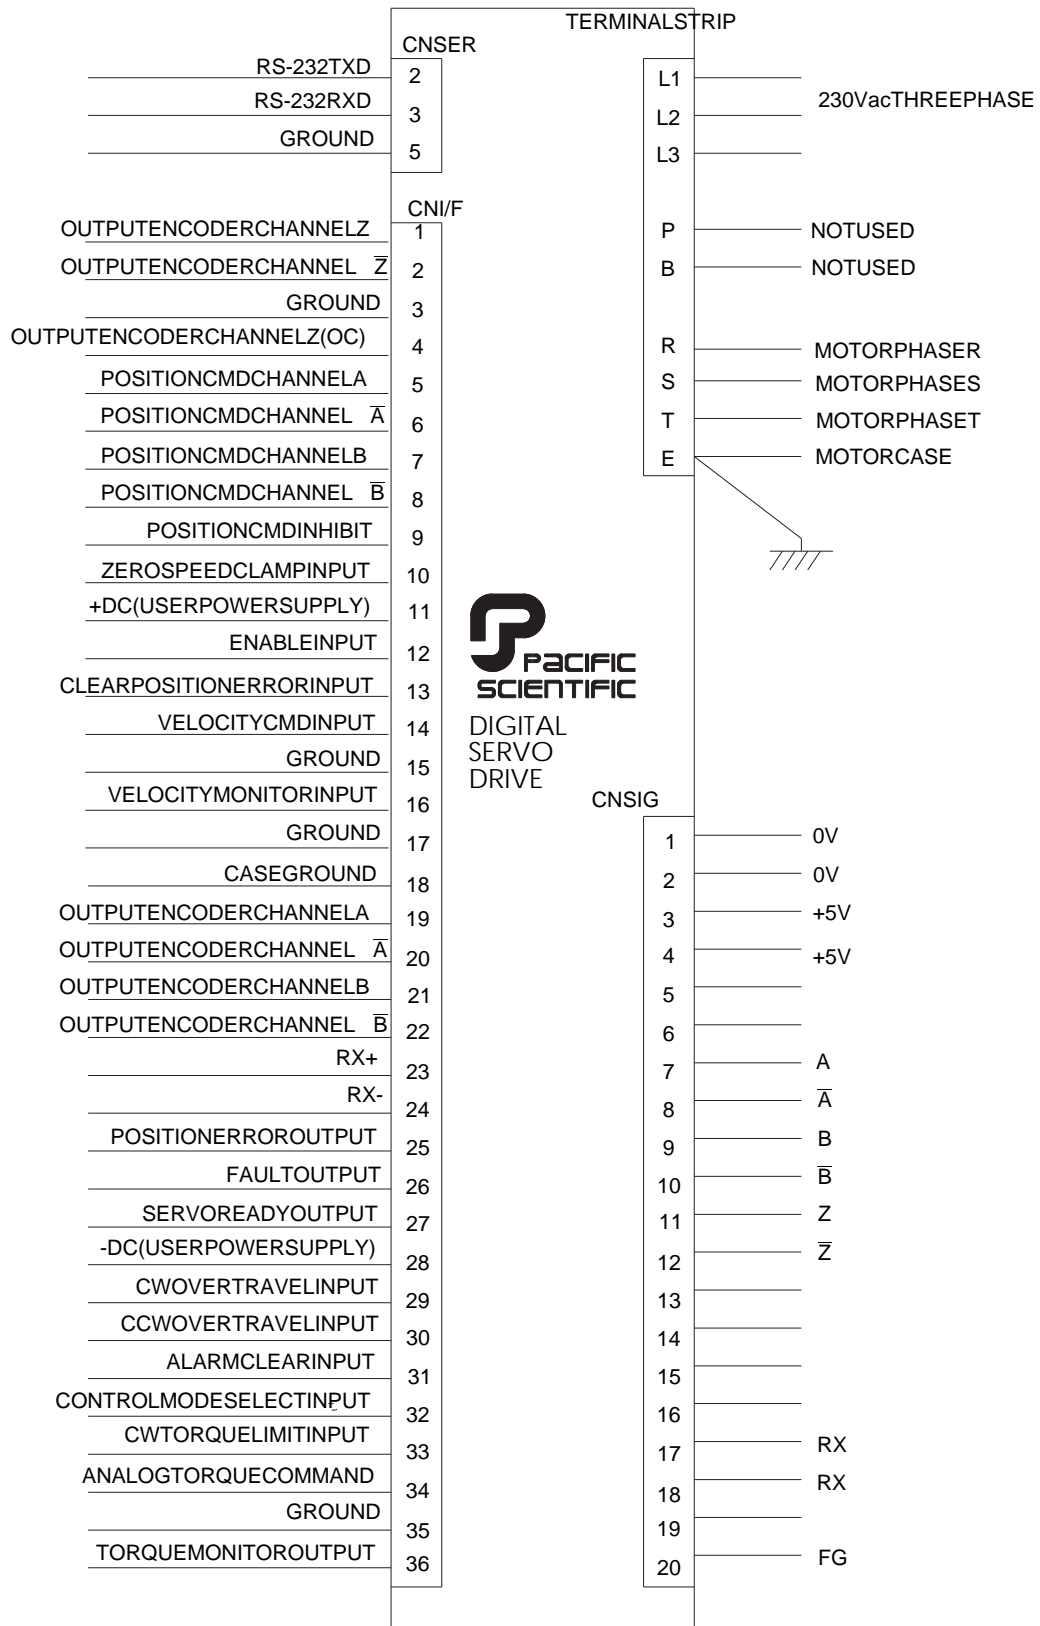 TERMINALSTRIP
CNSER
RS-232TXD 2
RS-232RXD 3
GROUND 5
L1
230VacTHREEPHASE
L2
L3
P NOTUSED
B NOTUSED
R MOTORPHASER
S MOTORPHASES
T MOTORPHASET
E MOTORCASE
CNI/F
OUTPUTENCODERCHANNELZ 1
OUTPUTENCODERCHANNEL Z̅ 2
GROUND 3
OUTPUTENCODERCHANNELZ(OC) 4
POSITIONCMDCHANNELA 5
POSITIONCMDCHANNEL A̅ 6
POSITIONCMDCHANNELB 7
POSITIONCMDCHANNEL B̅ 8
POSITIONCMDINHIBIT 9
ZEROSPEEDCLAMPINPUT 10
+DC(USERPOWERSUPPLY) 11
ENABLEINPUT 12
CLEARPOSITIONERRORINPUT 13
VELOCITYCMDINPUT 14
GROUND 15
VELOCITYMONITORINPUT 16
GROUND 17
CASEGROUND 18
OUTPUTENCODERCHANNELA 19
OUTPUTENCODERCHANNEL A̅ 20
OUTPUTENCODERCHANNELB 21
OUTPUTENCODERCHANNEL B̅ 22
RX+ 23
RX- 24
POSITIONERROROUTPUT 25
FAULTOUTPUT 26
SERVOREADYOUTPUT 27
-DC(USERPOWERSUPPLY) 28
CWOVERTRAVELINPUT 29
CCWOVERTRAVELINPUT 30
ALARMCLEARINPUT 31
CONTROLMODESELECTINPUT 32
CWTORQUELIMITINPUT 33
ANALOGTORQUECOMMAND 34
GROUND 35
TORQUEMONITOROUTPUT 36
PACIFIC
SCIENTIFIC
DIGITAL
SERVO
DRIVE
CNSIG
1 0V
2 0V
3 +5V
4 +5V
5
6
7 A
8 A̅
9 B
10 B̅
11 Z
12 Z̅
13
14
15
16
17 RX
18 RX
19
20 FG